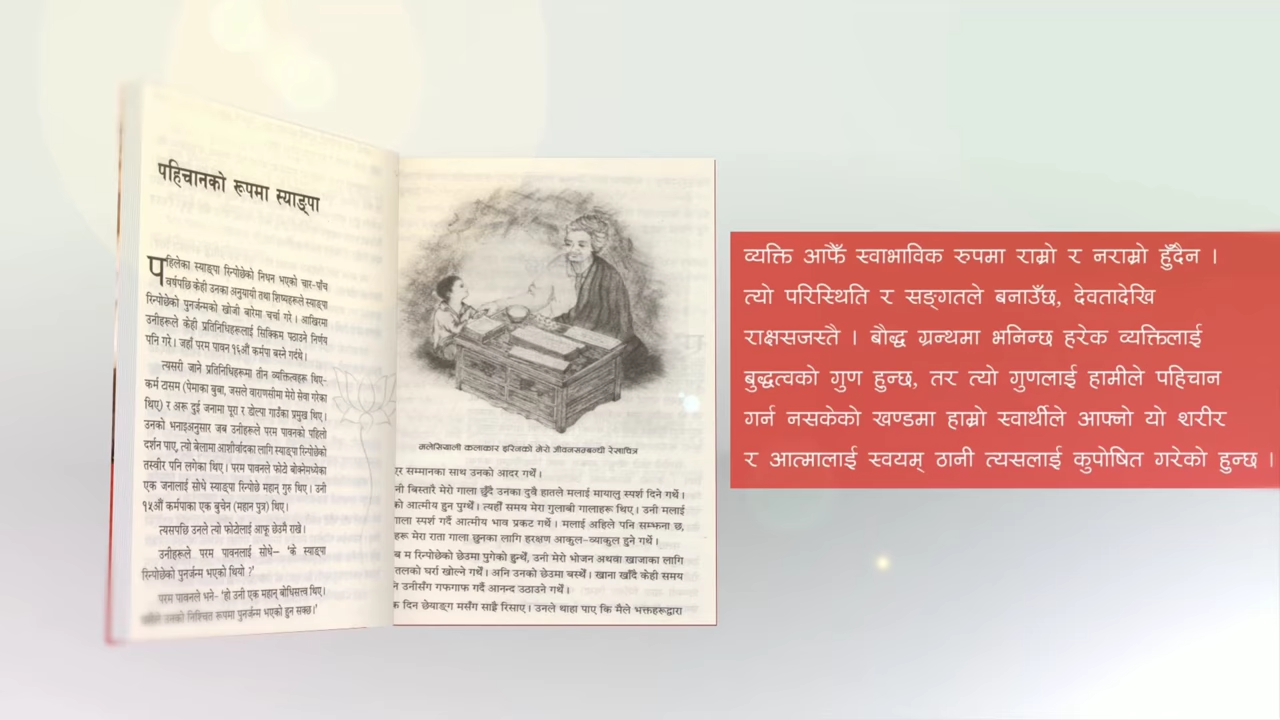 पहिचानको रूपमा स्याङ्पा
पहिलेका स्याङ्पा रिन्पोछेको निधन भएको चार-पाँच
वर्षपछि केही उनका अनुयायी तथा शिष्यहरूले स्याङ्पा
रिन्पोछेको पुनर्जन्मको खोजी बारेमा चर्चा गरे । आखिरमा
उनीहरूले केही प्रतिनिधिहरूलाई सिक्किम पठाउने निर्णय
पनि गरे । जहाँ परम पावन १६औं कर्मपा बस्ने गर्दथे ।
त्यसरी जाने प्रतिनिधिहरूमा तीन व्यक्तित्वहरू थिए-
कर्म टासम (पेमाका बुबा, जसले वाराणसीमा मेरो सेवा गरेका
थिए) र अरू दुई जनामा पूरा र डोल्पा गाउँका प्रमुख थिए ।
उनको भनाइअनुसार जब उनीहरूले परम पावनको पहिलो
दर्शन पाए, त्यो बेलामा आशीर्वादका लागि स्याङ्पा रिन्पोछेको
तस्वीर पनि लगेका थिए । परम पावनले फोटो बोक्नेमध्येका
एक जनालाई सोधे स्याङ्पा रिन्पोछे महान् गुरु थिए । उनी
१५औं कर्मपाका एक बुचेन (महान पुत्र) थिए ।
त्यसपछि उनले त्यो फोटोलाई आफू छेउमै राखे ।
उनीहरूले परम पावनलाई सोधे– 'के स्याङ्पा
रिन्पोछेको पुनर्जन्म भएको थियो ?'
परम पावनले भने- 'हो उनी एक महान् बोधिसत्त्व थिए ।
उनको निश्चित रूपमा पुनर्जन्म भएको हुन सक्छ ।'
मलेसियाली कलाकार इरिनको मेरो जीवनसम्बन्धी रेखाचित्र
सम्मानका साथ उनको आदर गर्थें ।
नी बिस्तारै मेरो गाला छुँदै उनका दुवै हातले मलाई मायालु स्पर्श दिने गर्थे ।
को आत्मीय हुन पुग्थें । त्यहाँ समय मेरा गुलाबी गालाहरू थिए । उनी मलाई
गाला स्पर्श गर्दै आत्मीय भाव प्रकट गर्थे । मलाई अहिले पनि सम्झना छ,
हरू मेरा राता गाला छुनका लागि हरक्षण आकुल–व्याकुल हुने गर्थे ।
ब म रिन्पोछेको छेउमा पुगेको हुन्थें, उनी मेरो भोजन अथवा खाजाका लागि
तलको घर्रा खोल्ने गर्थे । अनि उनको छेउमा बस्थें । खाना खाँदै केही समय
उनीसँग गफगाफ गर्दै आनन्द उठाउने गर्थें ।
क दिन छेयाङ्ग मसँग साह्रै रिसाए । उनले थाहा पाए कि मैले भक्तहरूद्वारा
व्यक्ति आफैँ स्वाभाविक रुपमा राम्रो र नराम्रो हुँदैन ।
त्यो परिस्थिति र सङ्गतले बनाउँछ, देवतादेखि
राक्षसजस्तै । बौद्ध ग्रन्थमा भनिन्छ हरेक व्यक्तिलाई
बुद्धत्वको गुण हुन्छ, तर त्यो गुणलाई हामीले पहिचान
गर्न नसकेको खण्डमा हाम्रो स्वार्थीले आफ्नो यो शरीर
र आत्मालाई स्वयम् ठानी त्यसलाई कुपोषित गरेको हुन्छ ।